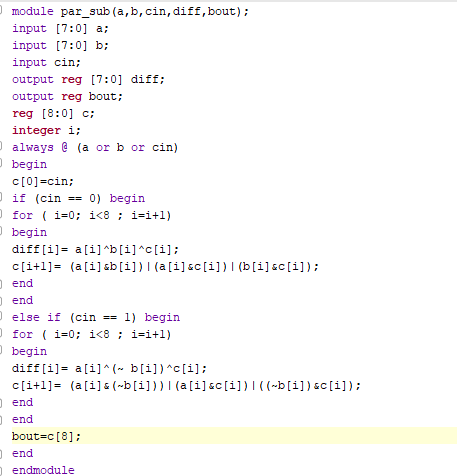 module par_sub(a,b,cin,diff,bout);
input [7:0] a;
input [7:0] b;
input cin;
output reg [7:0] diff;
output reg bout;
reg [8:0] c;
integer i;
always @ (a or b or cin)
begin
c[0]=cin;
if (cin == 0) begin
for ( i=0; i<8 ; i=i+1)
begin
diff[i]= a[i]^b[i]^c[i];
c[i+1]= (a[i]&b[i])|(a[i]&c[i])|(b[i]&c[i]);
end
end
else if (cin == 1) begin
for ( i=0; i<8 ; i=i+1)
begin
diff[i]= a[i]^(~ b[i])^c[i];
c[i+1]= (a[i]&(~b[i]))|(a[i]&c[i])|((~b[i])&c[i]);
end
end
bout=c[8];
end
endmodule